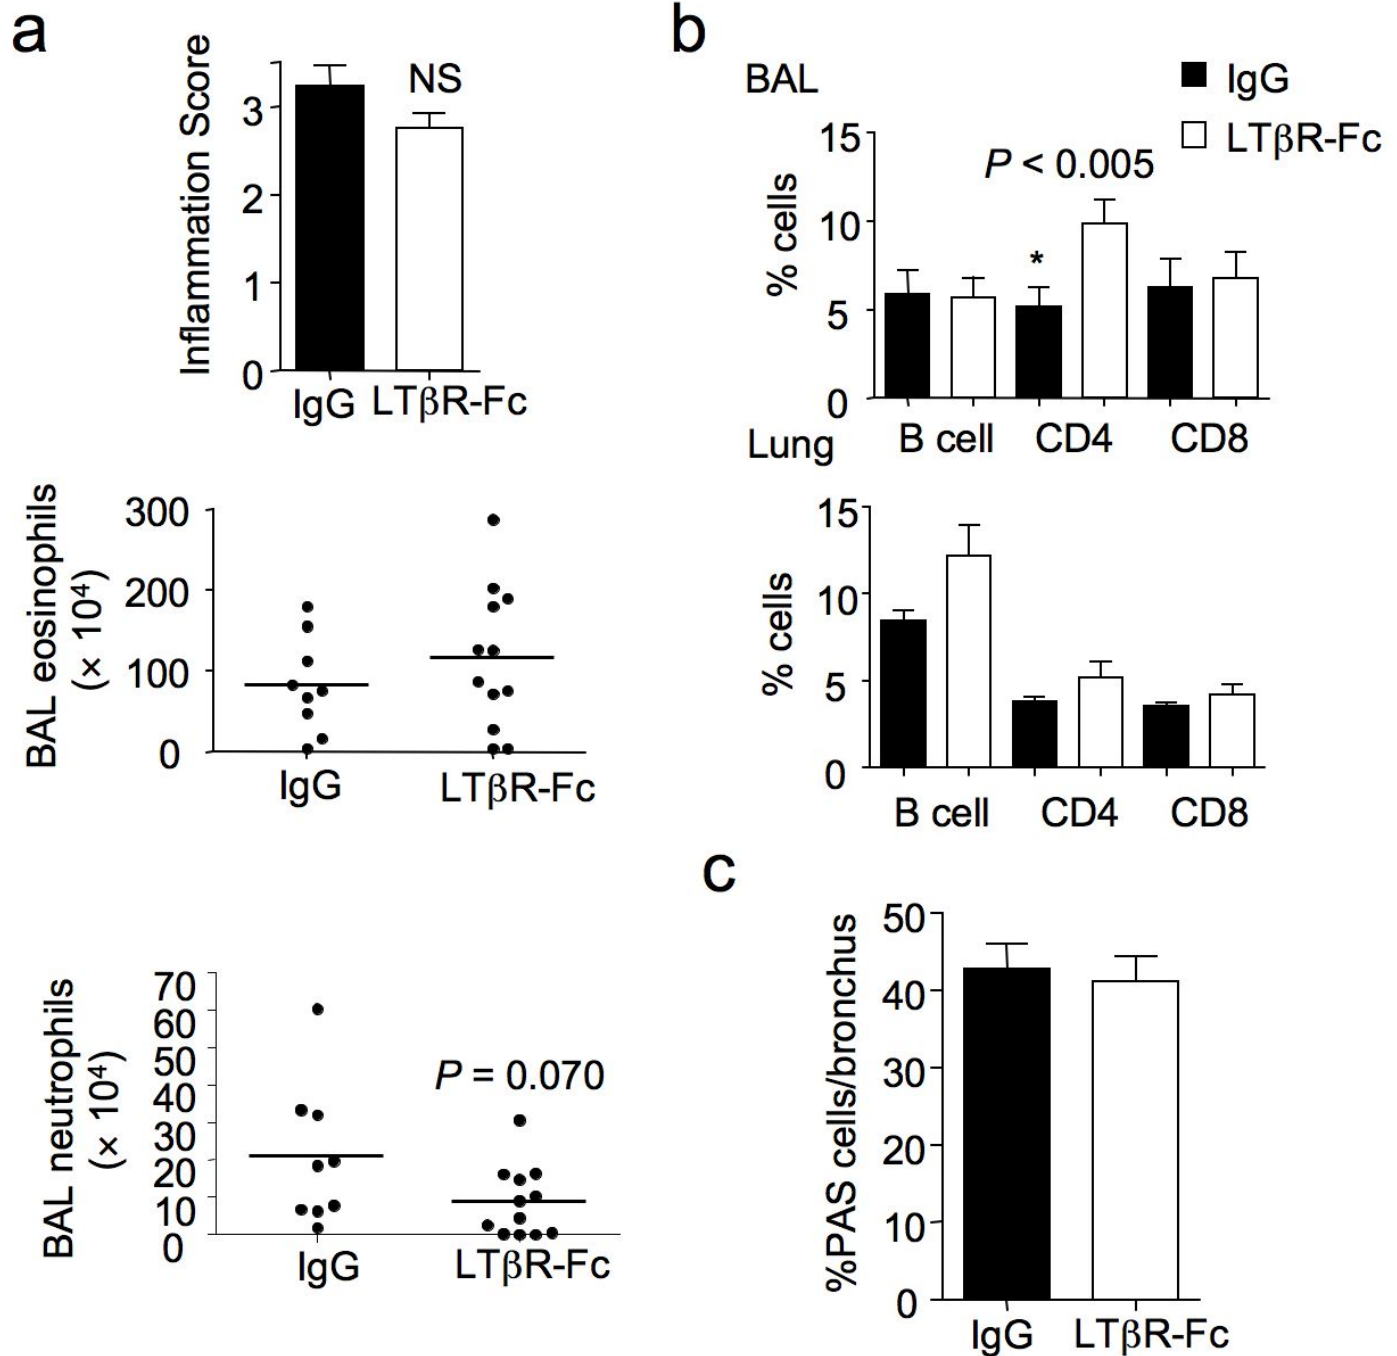 a
Inflammation Score
3
2
1
0
NS
IgG LTβR-Fc
BAL eosinophils
(× 10⁴)
300
200
100
0
IgG LTβR-Fc
BAL neutrophils
(× 10⁴)
70
60
50
40
30
20
10
0
P = 0.070
IgG LTβR-Fc
b
BAL
IgG
LTβR-Fc
% cells
15
10
5
0
P < 0.005
*
B cell CD4 CD8
Lung
% cells
15
10
5
0
B cell CD4 CD8
c
%PAS cells/bronchus
50
40
30
20
10
0
IgG LTβR-Fc